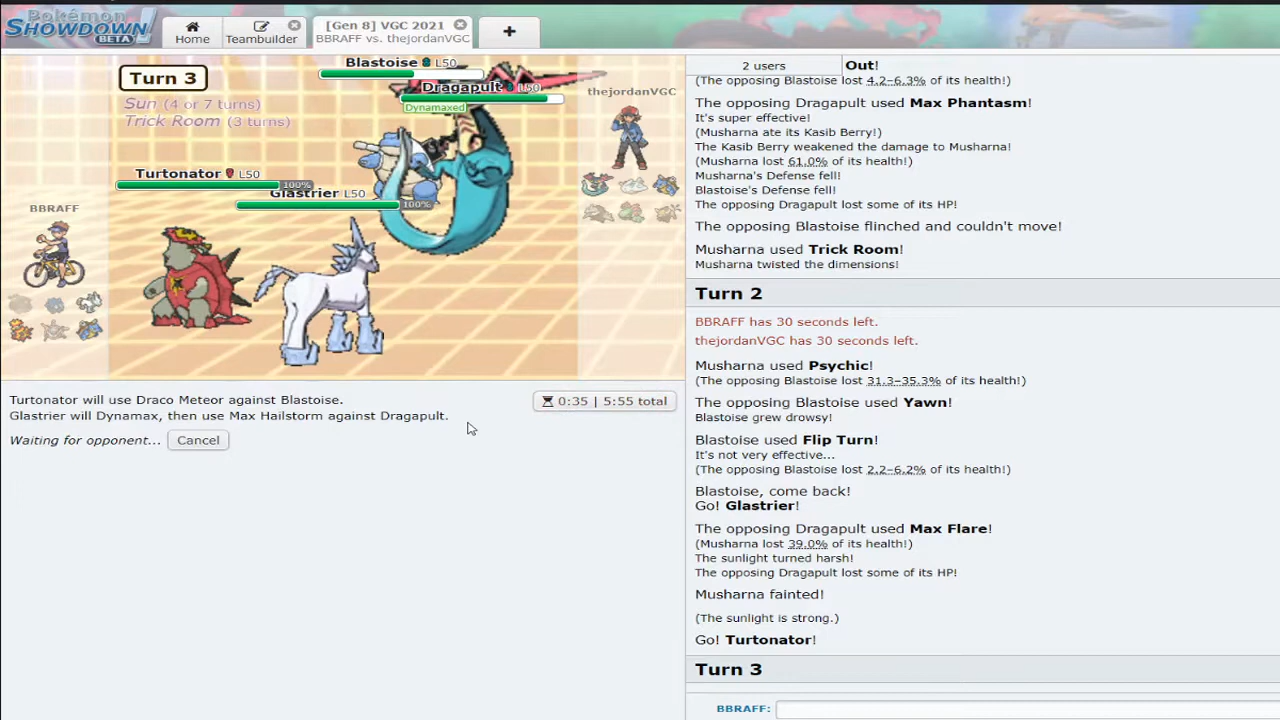 Pokémon
SHOWDOWN!
BETA
Home
Teambuilder
[Gen 8] VGC 2021
BBRAFF vs. thejordanVGC
+
Turn 3
Sun (4 or 7 turns)
Trick Room (3 turns)
Blastoise L50
Dragapult L50
Dynamaxed
thejordanVGC
Turtonator L50
100%
Glastrier L50
100%
BBRAFF
Turtonator will use Draco Meteor against Blastoise.
Glastrier will Dynamax, then use Max Hailstorm against Dragapult.
Waiting for opponent... Cancel
0:35 | 5:55 total
2 users
Out!
(The opposing Blastoise lost 4.2–6.3% of its health!)
The opposing Dragapult used Max Phantasm!
It's super effective!
(Musharna ate its Kasib Berry!)
The Kasib Berry weakened the damage to Musharna!
(Musharna lost 61.0% of its health!)
Musharna's Defense fell!
Blastoise's Defense fell!
The opposing Dragapult lost some of its HP!
The opposing Blastoise flinched and couldn't move!
Musharna used Trick Room!
Musharna twisted the dimensions!
Turn 2
BBRAFF has 30 seconds left.
thejordanVGC has 30 seconds left.
Musharna used Psychic!
(The opposing Blastoise lost 31.3–35.3% of its health!)
The opposing Blastoise used Yawn!
Blastoise grew drowsy!
Blastoise used Flip Turn!
It's not very effective...
(The opposing Blastoise lost 2.2–6.2% of its health!)
Blastoise, come back!
Go! Glastrier!
The opposing Dragapult used Max Flare!
(Musharna lost 39.0% of its health!)
The sunlight turned harsh!
The opposing Dragapult lost some of its HP!
Musharna fainted!
(The sunlight is strong.)
Go! Turtonator!
Turn 3
BBRAFF: